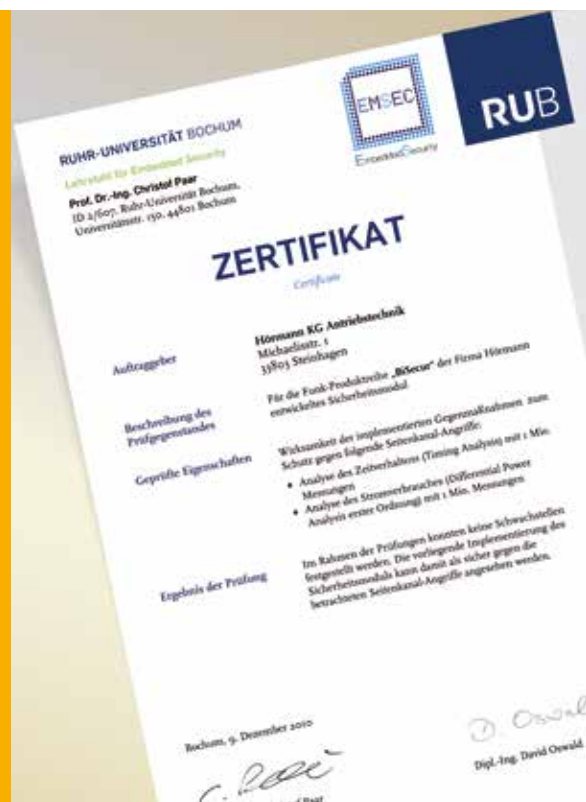 EMSEC
Embedded Security
RUB
RUHR-UNIVERSITÄT BOCHUM
Lehrstuhl für Embedded Security
Prof. Dr.-Ing. Christof Paar
ID 2/607, Ruhr-Universität Bochum,
Universitätsstr. 150, 44801 Bochum
ZERTIFIKAT
Certificate
Auftraggeber
Hörmann KG Antriebstechnik
Michaelisstr. 1
33803 Steinhagen
Beschreibung des
Prüfgegenstandes
Für die Funk-Produktreihe „BiSecur“ der Firma Hörmann
entwickeltes Sicherheitsmodul
Geprüfte Eigenschaften
Wirksamkeit der implementierten Gegenmaßnahmen zum
Schutz gegen folgende Seitenkanal-Angriffe:
• Analyse des Zeitverhaltens (Timing Analysis) mit 1 Mio.
Messungen
• Analyse des Stromverbrauches (Differential Power
Analysis erster Ordnung) mit 1 Mio. Messungen
Ergebnis der Prüfung
Im Rahmen der Prüfungen konnten keine Schwachstellen
festgestellt werden. Die vorliegende Implementierung des
Sicherheitsmoduls kann damit als sicher gegen die
betrachteten Seitenkanal-Angriffe angesehen werden.
Bochum, 9. Dezember 2010
D. Oswald
Dipl.-Ing. David Oswald
Paar